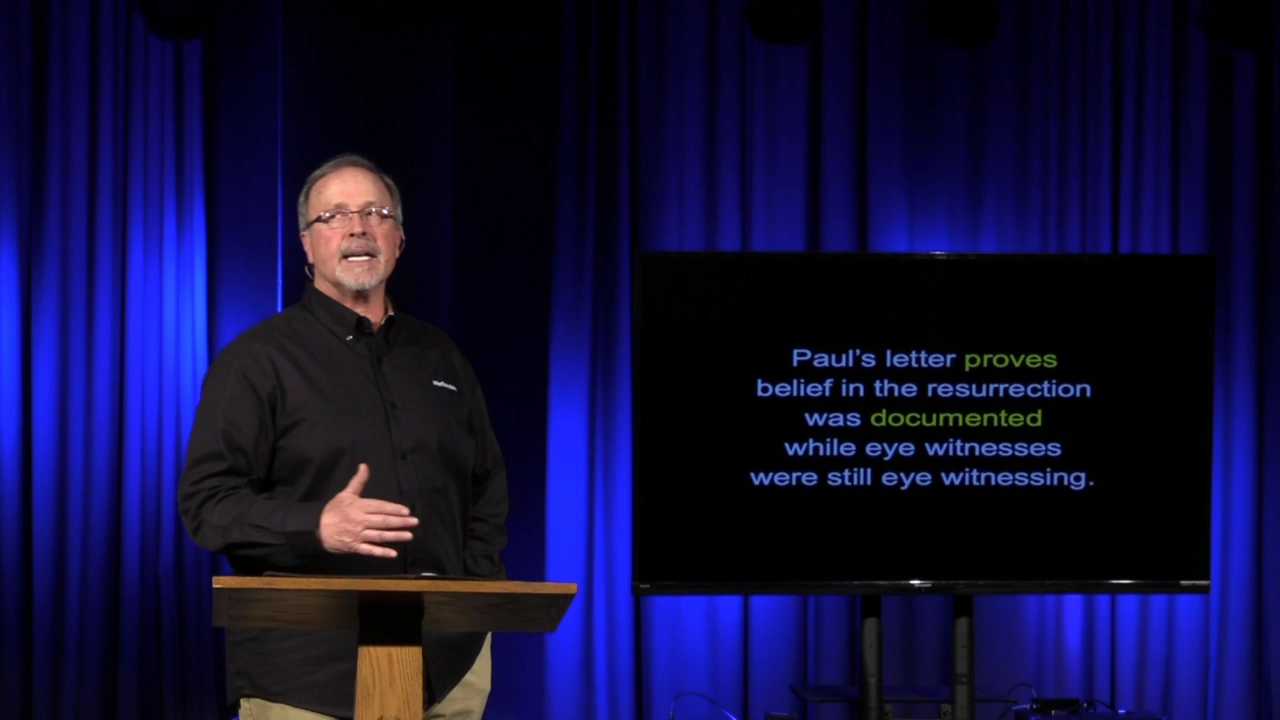 Paul’s letter proves
belief in the resurrection
was documented
while eye witnesses
were still eye witnessing.